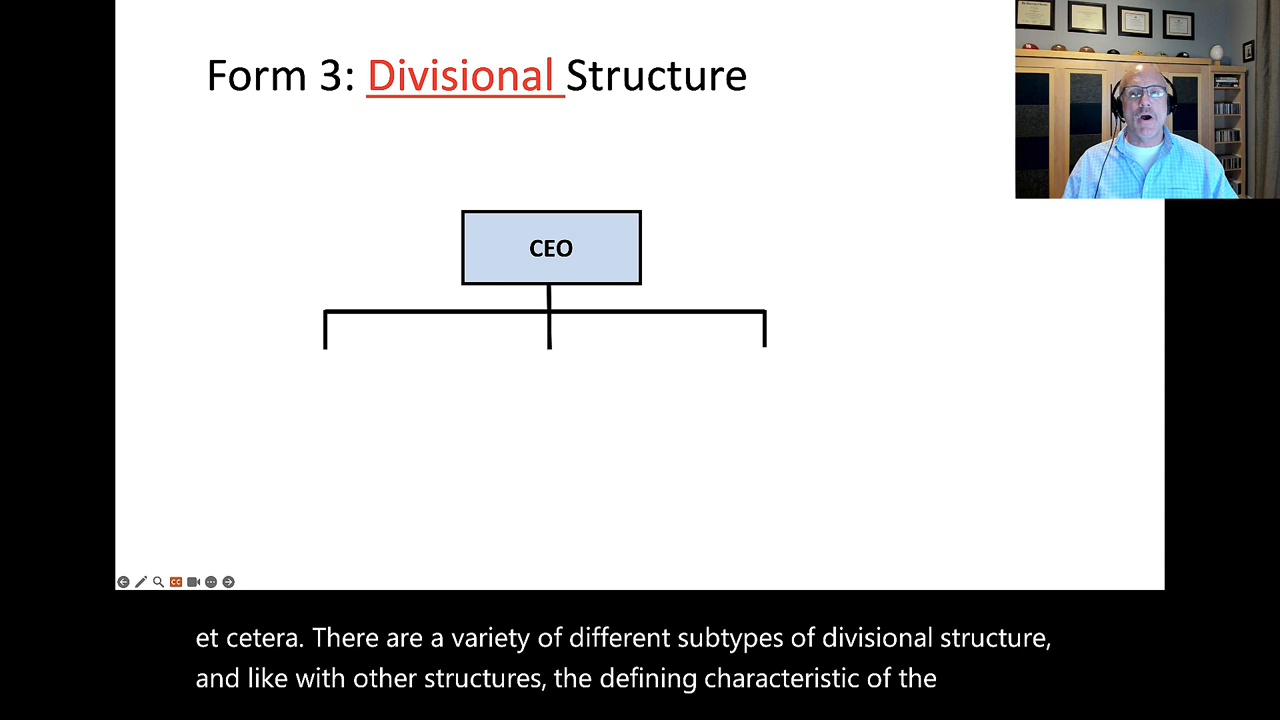 Form 3: Divisional Structure
CEO
CC
et cetera. There are a variety of different subtypes of divisional structure,
and like with other structures, the defining characteristic of the